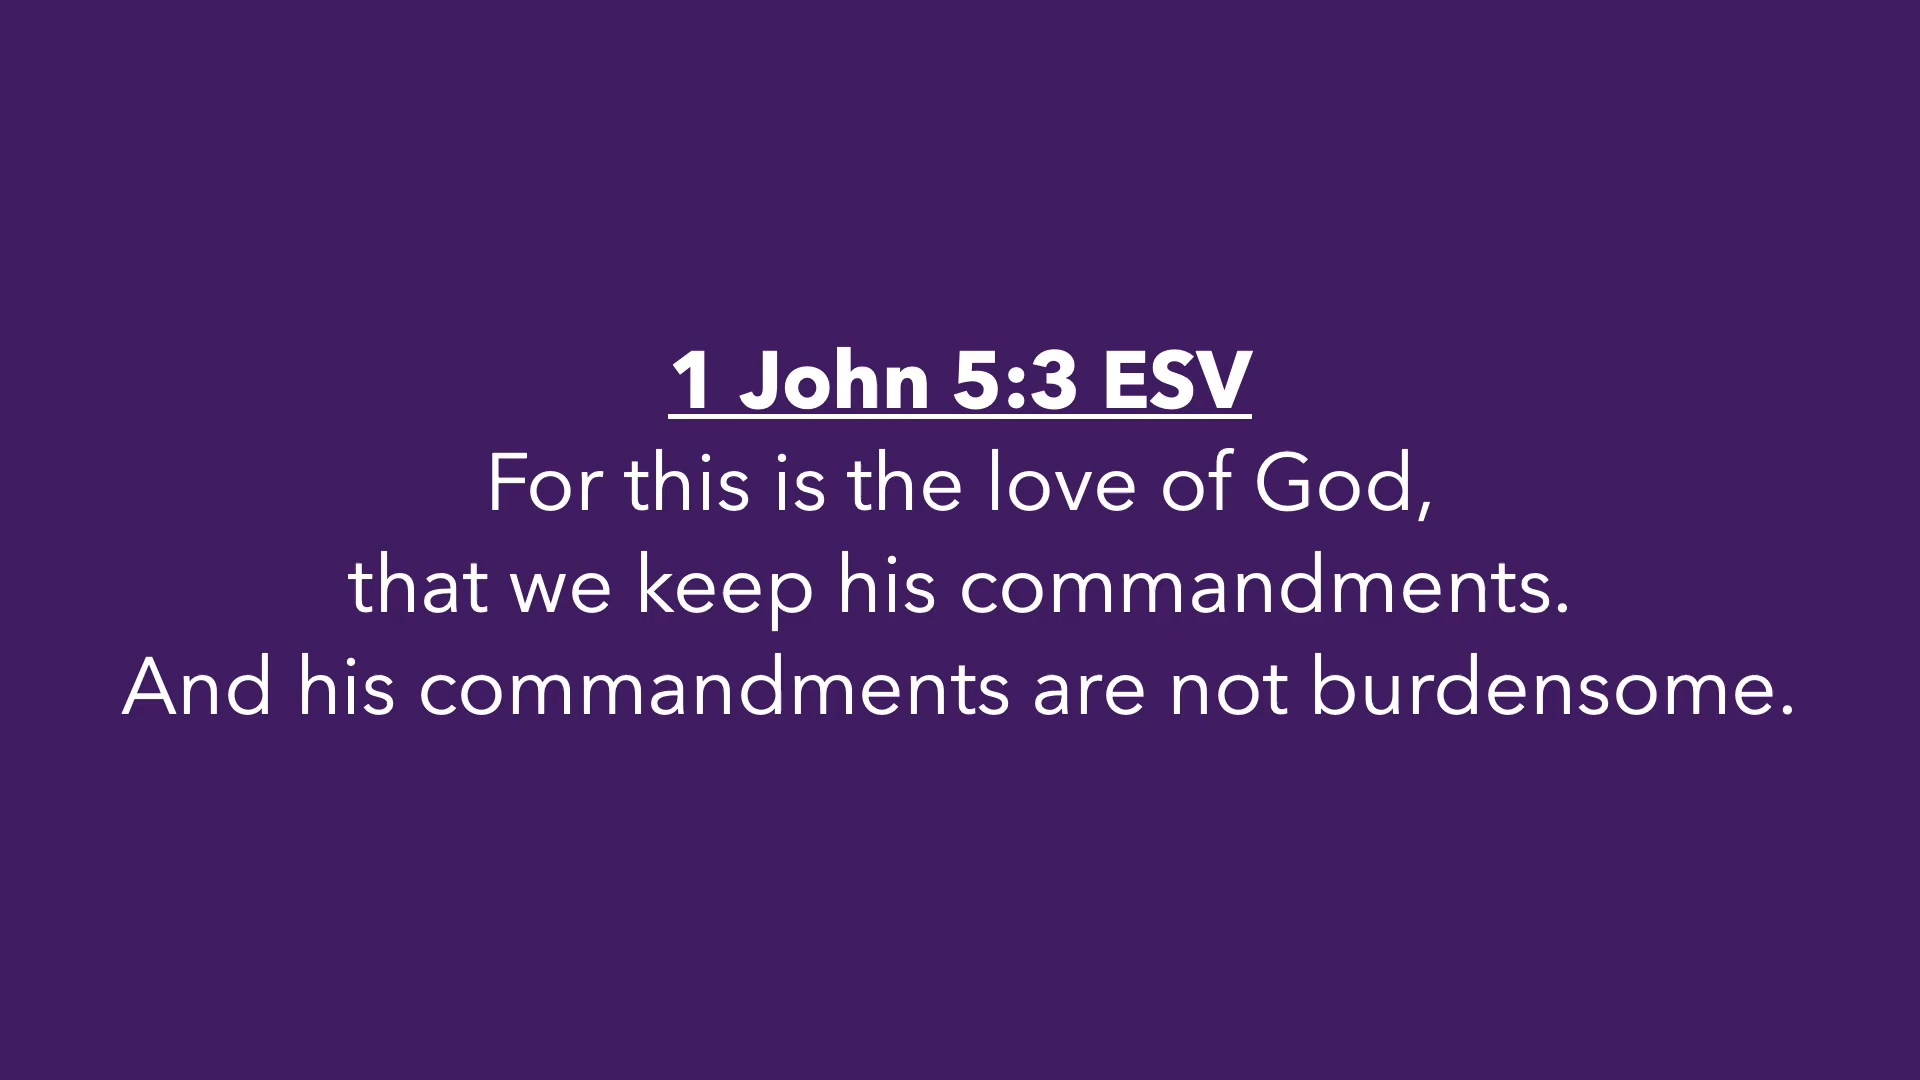 1 John 5:3 ESV
For this is the love of God,
that we keep his commandments.
And his commandments are not burdensome.